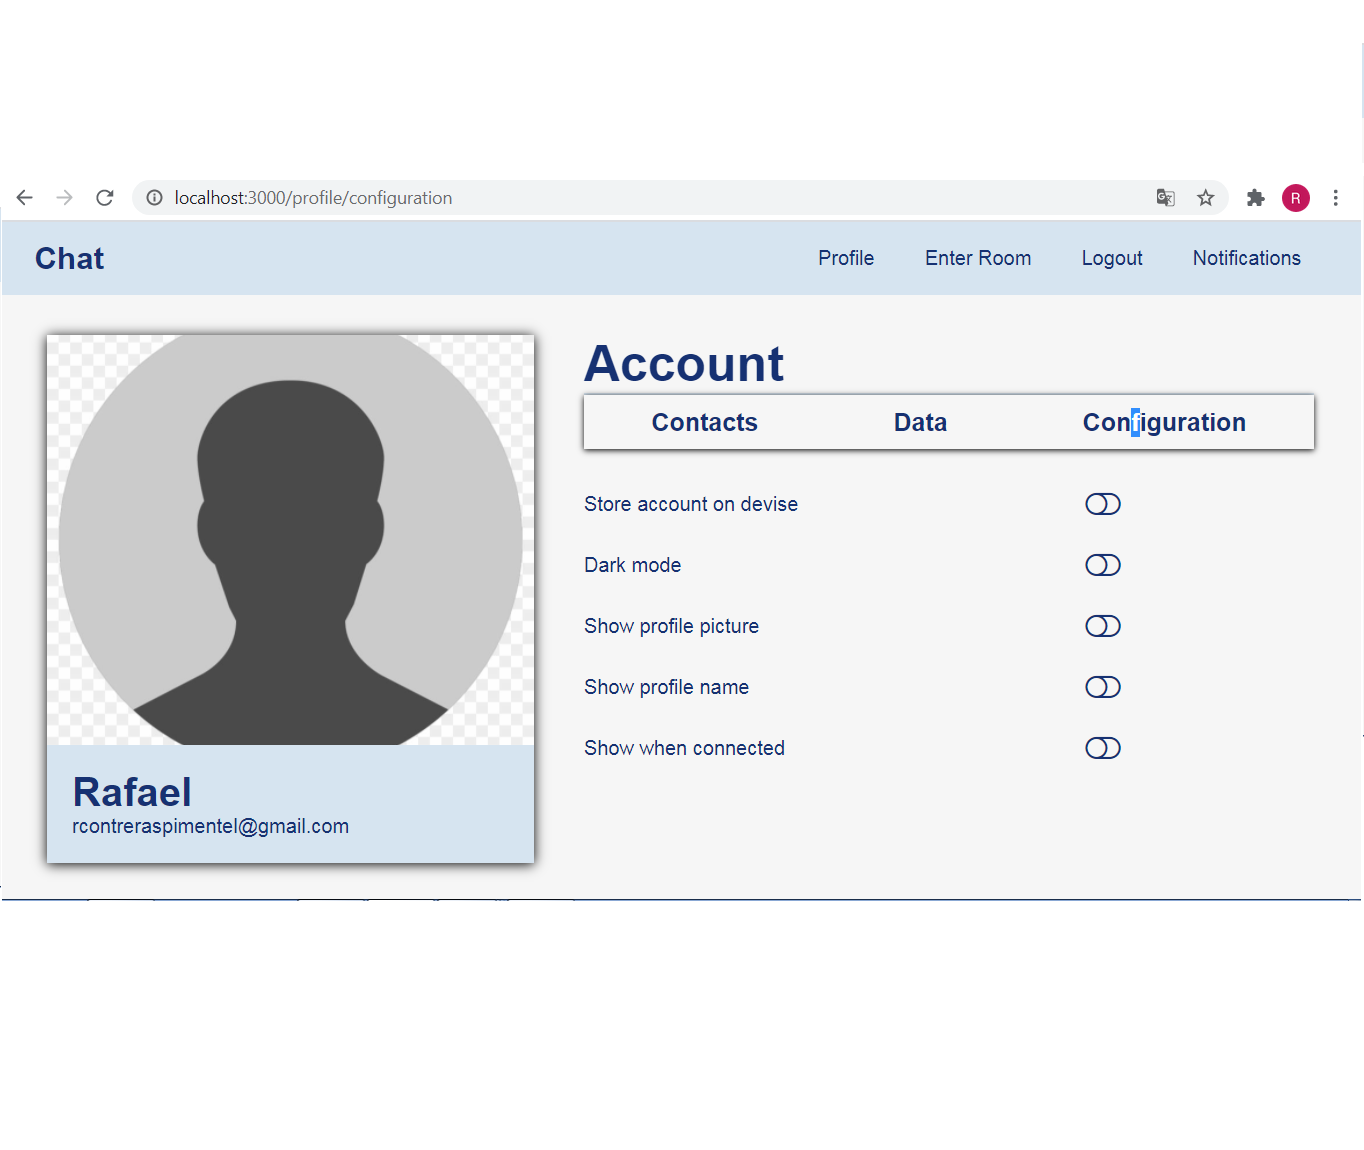 localhost:3000/profile/configuration
R
Chat
Profile Enter Room Logout Notifications
Account
Contacts Data Configuration
Store account on devise
Dark mode
Show profile picture
Show profile name
Show when connected
Rafael
rcontreraspimentel@gmail.com